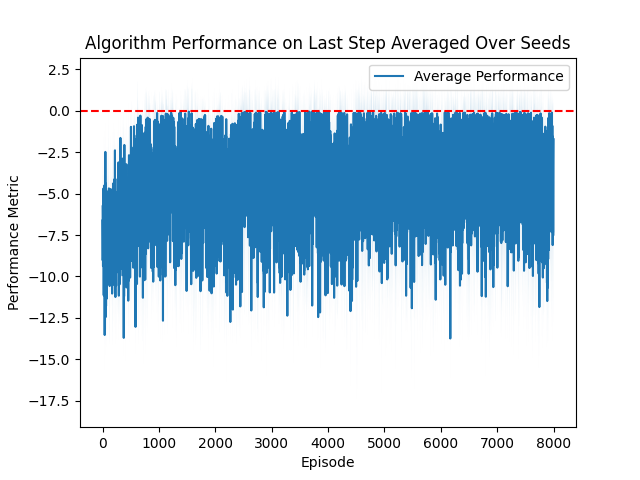 Algorithm Performance on Last Step Averaged Over Seeds
Average Performance
2.5
0.0
−2.5
−5.0
−7.5
−10.0
−12.5
−15.0
−17.5
Performance Metric
0 1000 2000 3000 4000 5000 6000 7000 8000
Episode